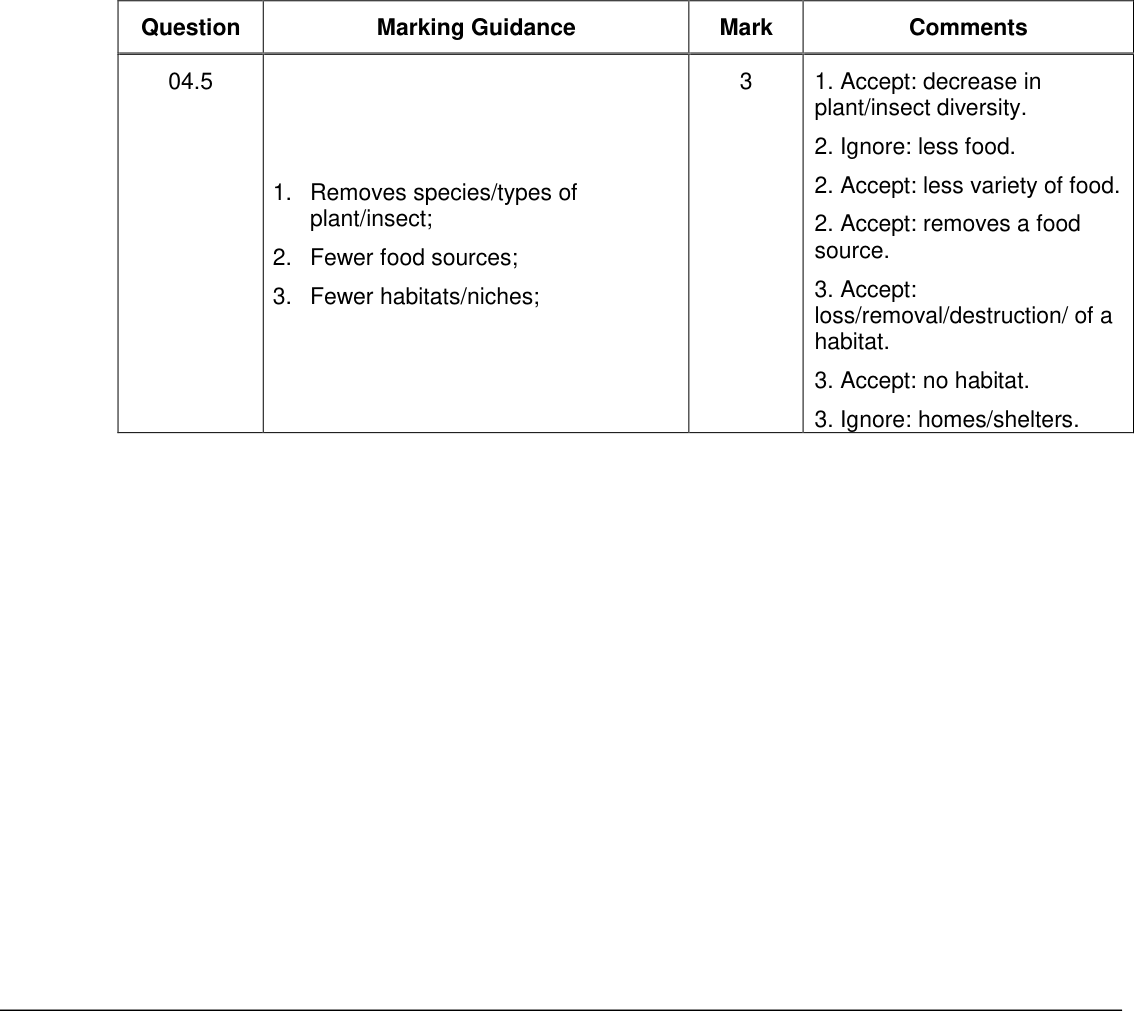 Question Marking Guidance Mark Comments
04.5
1. Removes species/types of
plant/insect;
2. Fewer food sources;
3. Fewer habitats/niches;
3
1. Accept: decrease in
plant/insect diversity.
2. Ignore: less food.
2. Accept: less variety of food.
2. Accept: removes a food
source.
3. Accept:
loss/removal/destruction/ of a
habitat.
3. Accept: no habitat.
3. Ignore: homes/shelters.